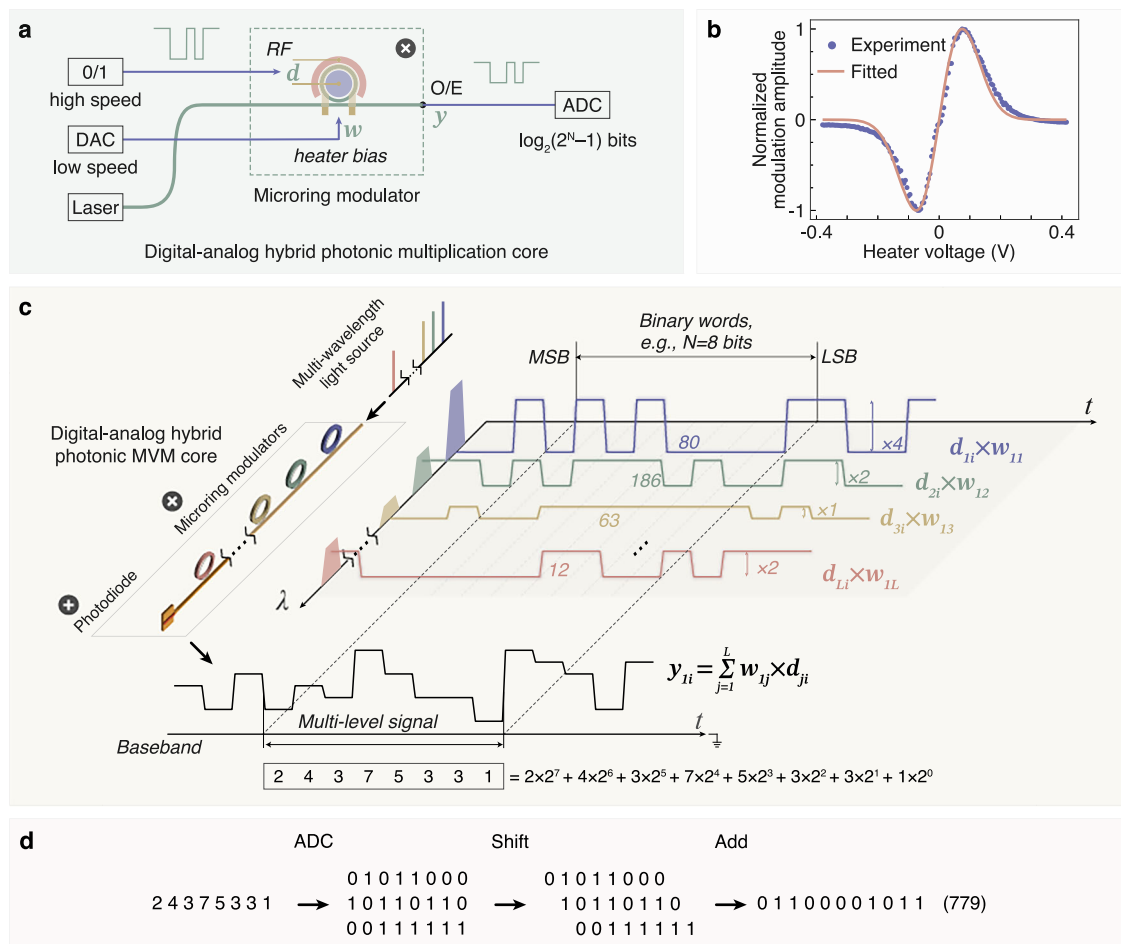 a
RF
0/1
high speed
d
O/E
y
ADC
log₂(2ᴺ–1) bits
DAC
low speed
w
heater bias
Laser
Microring modulator
Digital-analog hybrid photonic multiplication core
b
Normalized
modulation amplitude
1
0
-1
Experiment
Fitted
-0.4
0
0.4
Heater voltage (V)
c
Multi-wavelength
light source
Binary words,
e.g., N=8 bits
MSB
LSB
t
Digital-analog hybrid
photonic MVM core
Microring modulators
Photodiode
80
×4
d₁ᵢ×w₁₁
186
×2
d₂ᵢ×w₁₂
63
×1
d₃ᵢ×w₁₃
...
12
×2
d_Li×w_1L
λ
y₁ᵢ = Σ_{j=1}^{L} w_{1j}×d_{ji}
Multi-level signal
t
Baseband
2 4 3 7 5 3 3 1 = 2×2⁷ + 4×2⁶ + 3×2⁵ + 7×2⁴ + 5×2³ + 3×2² + 3×2¹ + 1×2⁰
d
ADC Shift Add
0 1 0 1 1 0 0 0 0 1 0 1 1 0 0 0
2 4 3 7 5 3 3 1 1 0 1 1 0 1 1 0 1 0 1 1 0 1 1 0 0 1 1 0 0 0 0 1 0 1 1 (779)
0 0 1 1 1 1 1 1 0 0 1 1 1 1 1 1